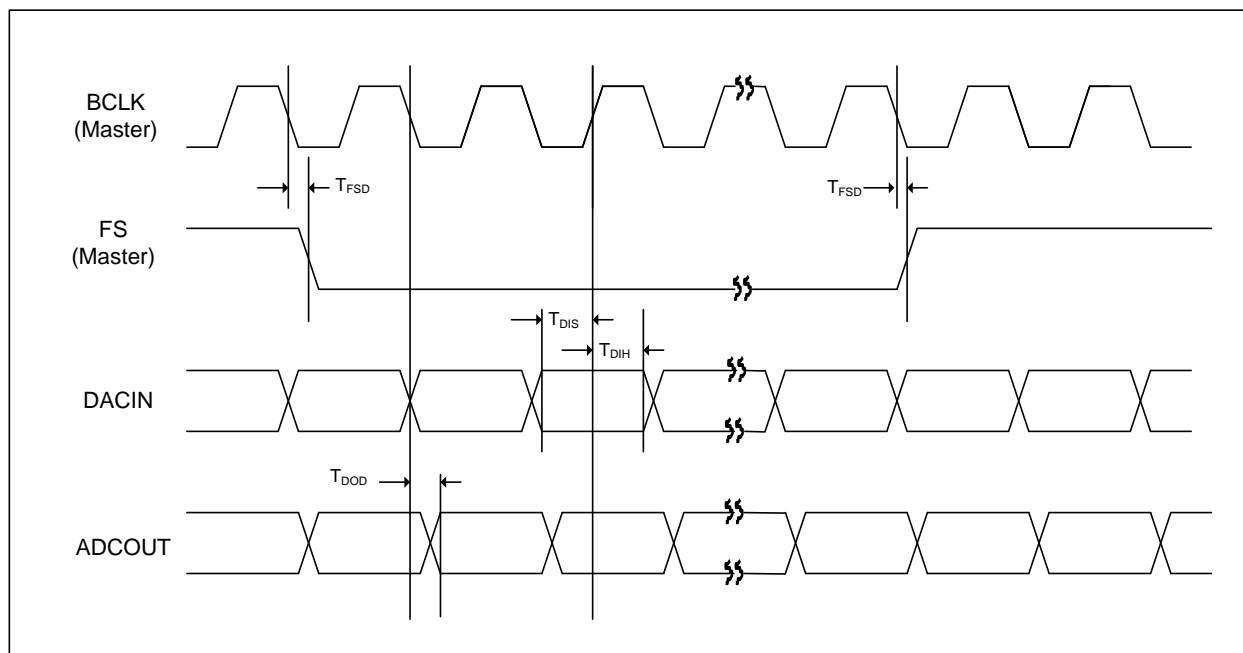 BCLK
(Master)
TFSD
TFSD
FS
(Master)
TDIS
TDIH
DACIN
TDOD
ADCOUT